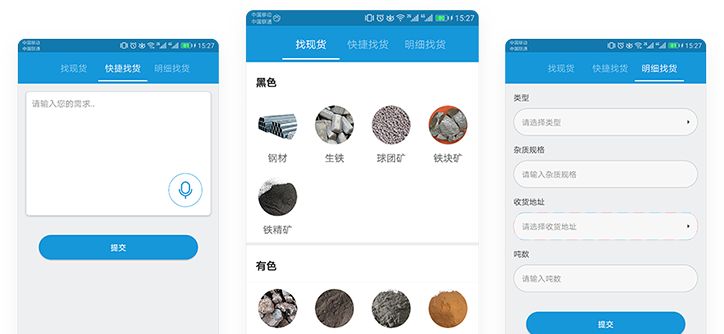 中国移动
中国联通
15:27
找现货 快捷找货 明细找货
请输入您的需求..
提交
中国移动
中国联通
15:27
找现货 快捷找货 明细找货
黑色
钢材 生铁 球团矿 铁块矿
铁精矿
有色
中国移动
中国联通
15:27
找现货 快捷找货 明细找货
类型
请选择类型
杂质规格
请输入杂质规格
收货地址
请选择收货地址
吨数
请输入吨数
提交